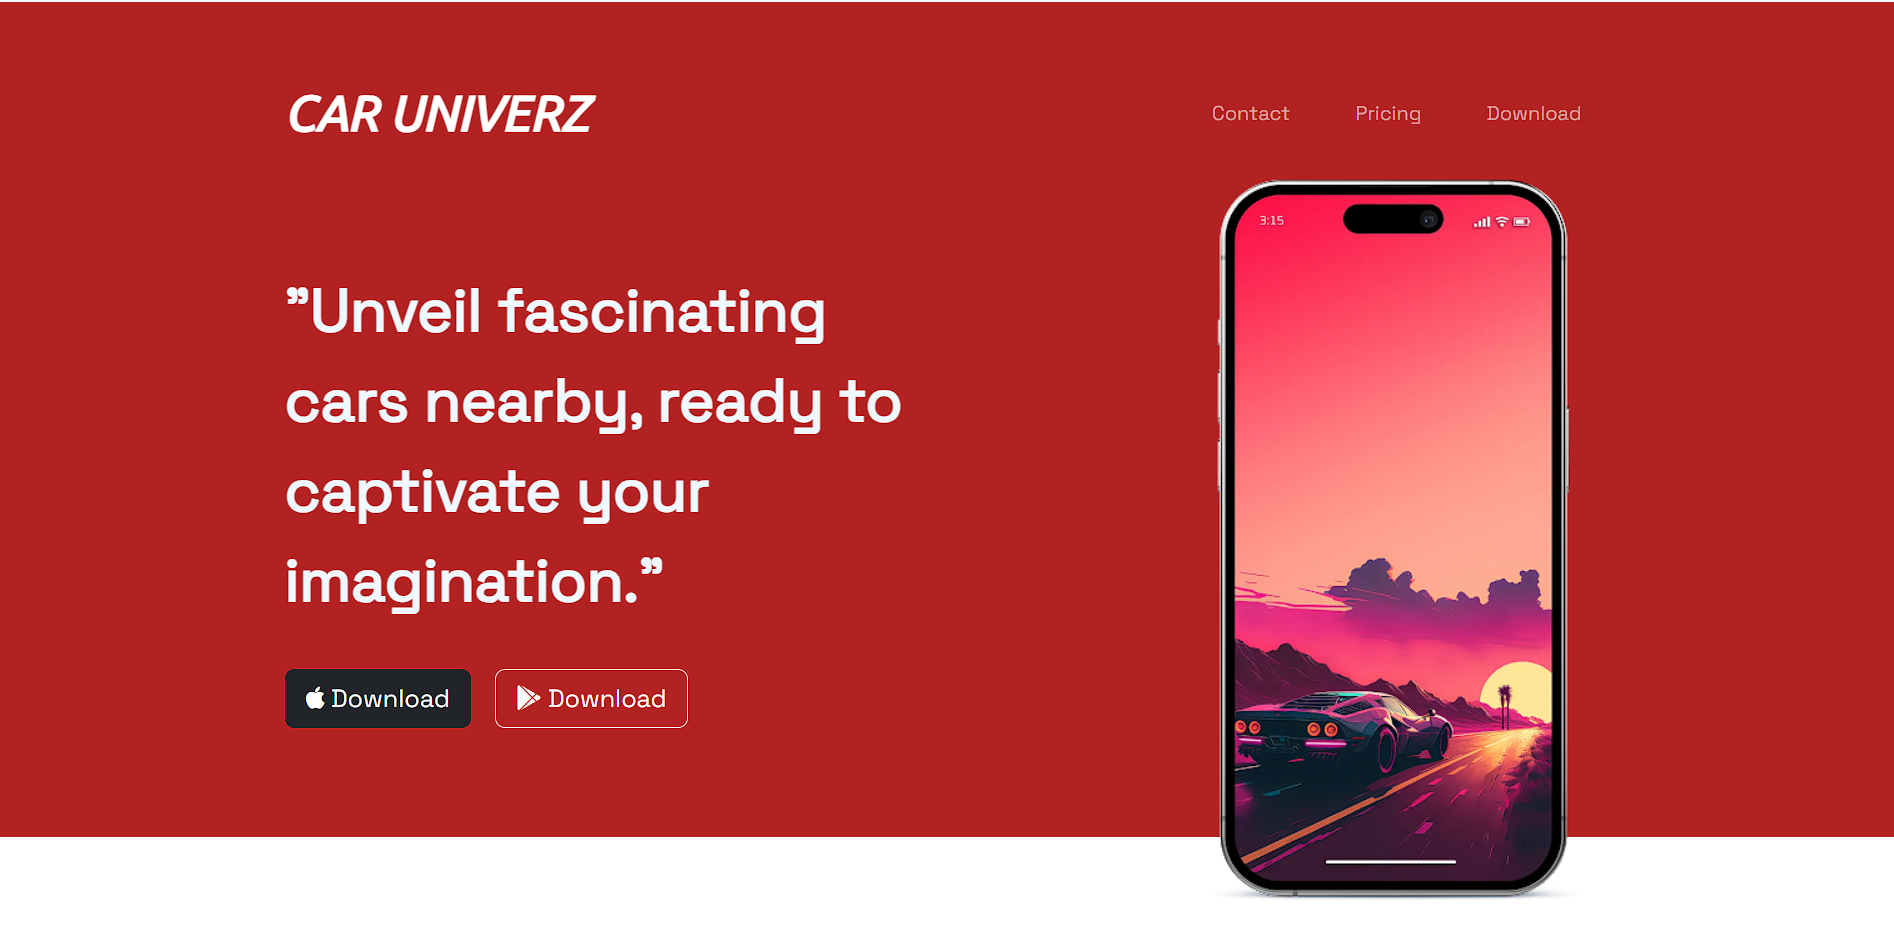 CAR UNIVERZ
Contact Pricing Download
3:15
”Unveil fascinating
cars nearby, ready to
captivate your
imagination.”
Download Download